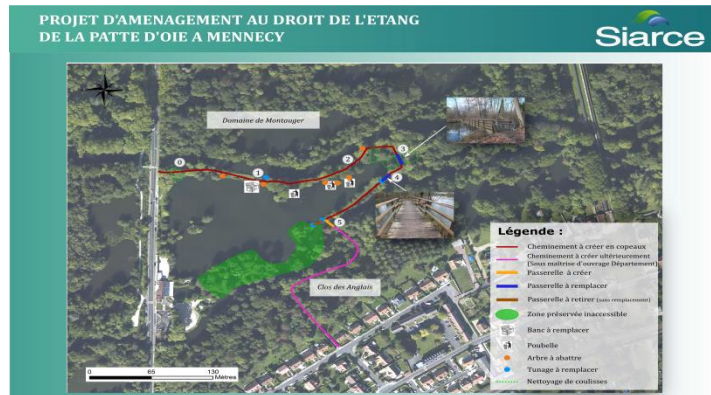 PROJET D'AMENAGEMENT AU DROIT DE L'ETANG
DE LA PATTE D'OIE A MENNECY
Siarce
Domaine de Montauger
0
1
2
3
4
5
Clos des Anglais
Légende :
Cheminement à créer en copeaux
Cheminement à créer ultérieurement
(Sous maîtrise d'ouvrage Département)
Passerelle à créer
Passerelle à remplacer
Passerelle à retirer (sans remplacement)
Zone préservée inaccessible
Banc à remplacer
Poubelle
Arbre à abattre
Tunage à remplacer
Nettoyage de coulisses
0 65 130
Mètres